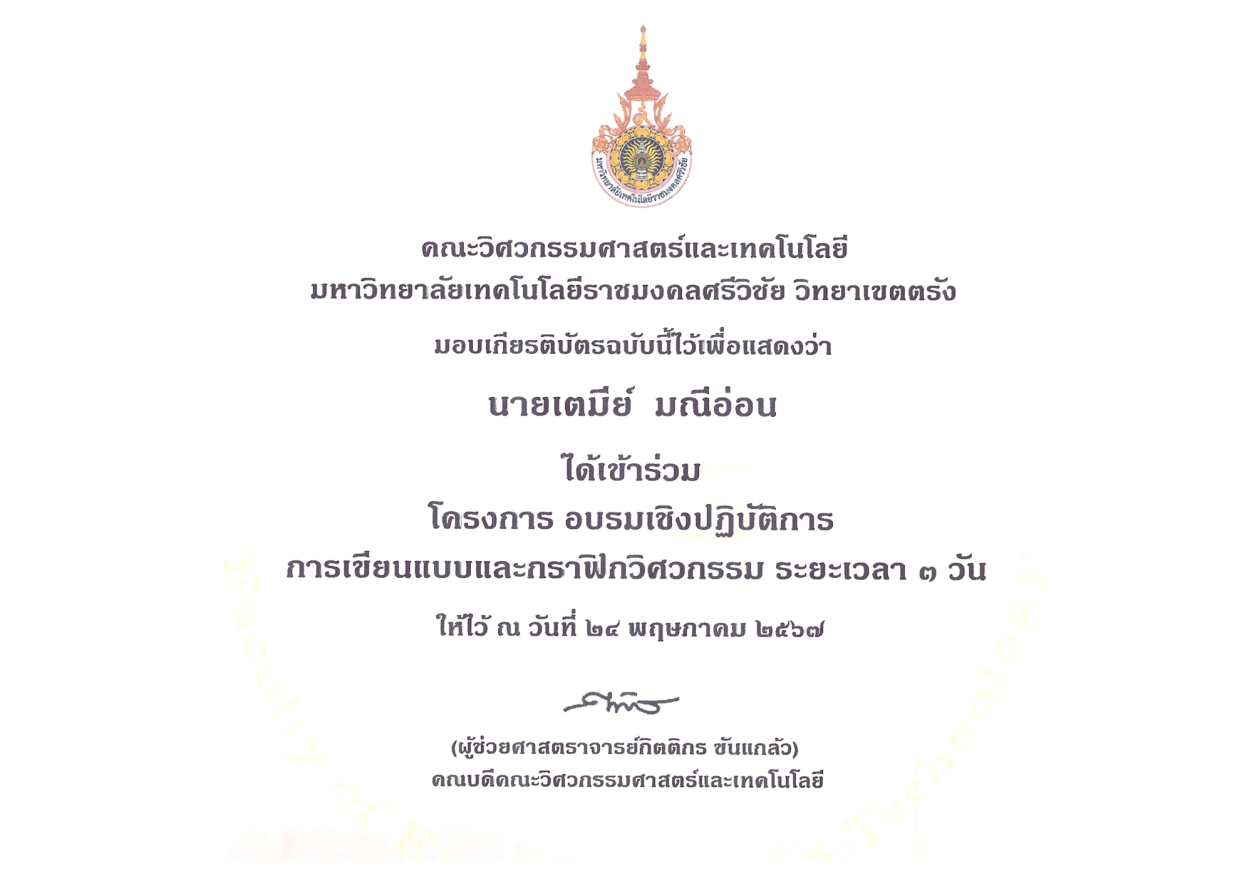 มหาวิทยาลัยเทคโนโลยีราชมงคลศรีวิชัย
คณะวิศวกรรมศาสตร์และเทคโนโลยี
มหาวิทยาลัยเทคโนโลยีราชมงคลศรีวิชัย วิทยาเขตตรัง
มอบเกียรติบัตรฉบับนี้ไว้เพื่อแสดงว่า
นายเตมีย์ มณีอ่อน
ได้เข้าร่วม
โครงการ อบรมเชิงปฏิบัติการ
การเขียนแบบและกราฟิกวิศวกรรม ระยะเวลา ๓ วัน
ให้ไว้ ณ วันที่ ๒๔ พฤษภาคม ๒๕๖๗
(ผู้ช่วยศาสตราจารย์กิตติกร ขันแกล้ว)
คณบดีคณะวิศวกรรมศาสตร์และเทคโนโลยี
Faculty of
Technology